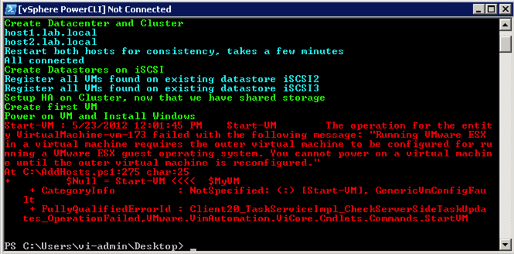 [vSphere PowerCLI] Not Connected
Create Datacenter and Cluster
host1.lab.local
host2.lab.local
Restart both hosts for consistency, takes a few minutes
All connected
Create Datastores on iSCSI
Register all VMs found on existing datastore iSCSI2
Register all VMs found on existing datastore iSCSI3
Setup HA on Cluster, now that we have shared storage
Create first VM
Power on VM and Install Windows
Start-VM : 5/23/2012 12:01:45 PM    Start-VM        The operation for the entit
y VirtualMachine-vm-173 failed with the following message: "Running VMware ESX
in a virtual machine requires the outer virtual machine to be configured for ru
nning a VMware ESX guest operating system. You cannot power on a virtual machin
e until the outer virtual machine is reconfigured."
At C:\AddHosts.ps1:275 char:25
+         $Null = Start-VM <<<<  $MyVM
    + CategoryInfo          : NotSpecified: (:) [Start-VM], GenericVmConfigFau
   lt
    + FullyQualifiedErrorId : Client20_TaskServiceImpl_CheckServerSideTaskUpda
   tes_OperationFailed,VMware.VimAutomation.ViCore.Cmdlets.Commands.StartVM
PS C:\Users\vi-admin\Desktop> _